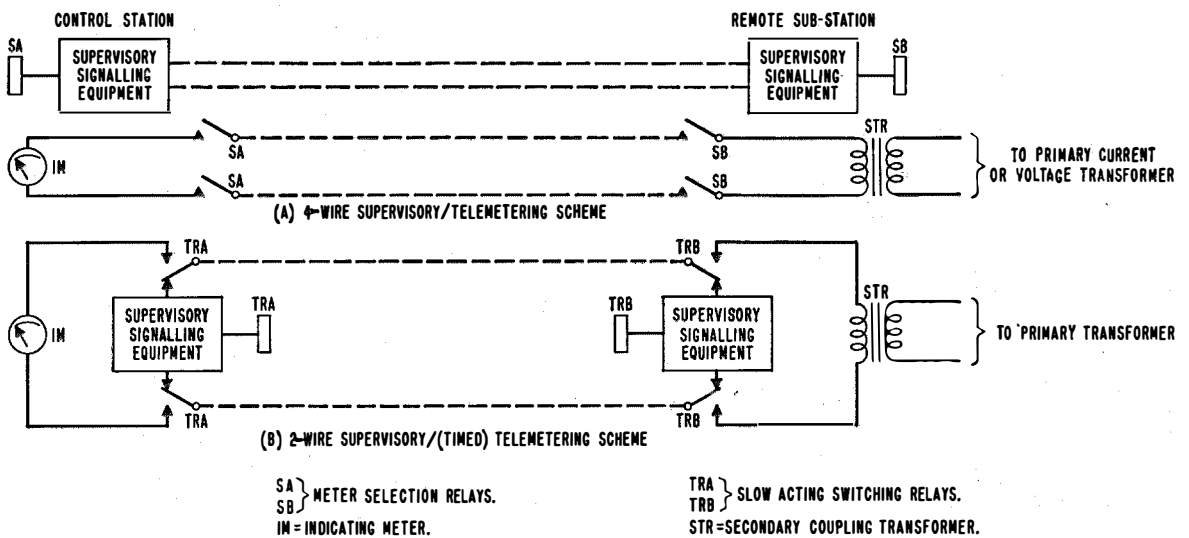 CONTROL STATION
REMOTE SUB-STATION
SA
SUPERVISORY
SIGNALLING
EQUIPMENT
SUPERVISORY
SIGNALLING
EQUIPMENT
SB
IM
SA
SA
SB
SB
STR
TO PRIMARY CURRENT
OR VOLTAGE TRANSFORMER
(A) 4-WIRE SUPERVISORY/TELEMETERING SCHEME
TRA
TRB
IM
SUPERVISORY
SIGNALLING
EQUIPMENT
TRA
TRB
SUPERVISORY
SIGNALLING
EQUIPMENT
STR
TO PRIMARY TRANSFORMER
TRA
TRB
(B) 2-WIRE SUPERVISORY/(TIMED) TELEMETERING SCHEME
SA
SB
METER SELECTION RELAYS.
IM = INDICATING METER.
TRA
TRB
SLOW ACTING SWITCHING RELAYS.
STR = SECONDARY COUPLING TRANSFORMER.